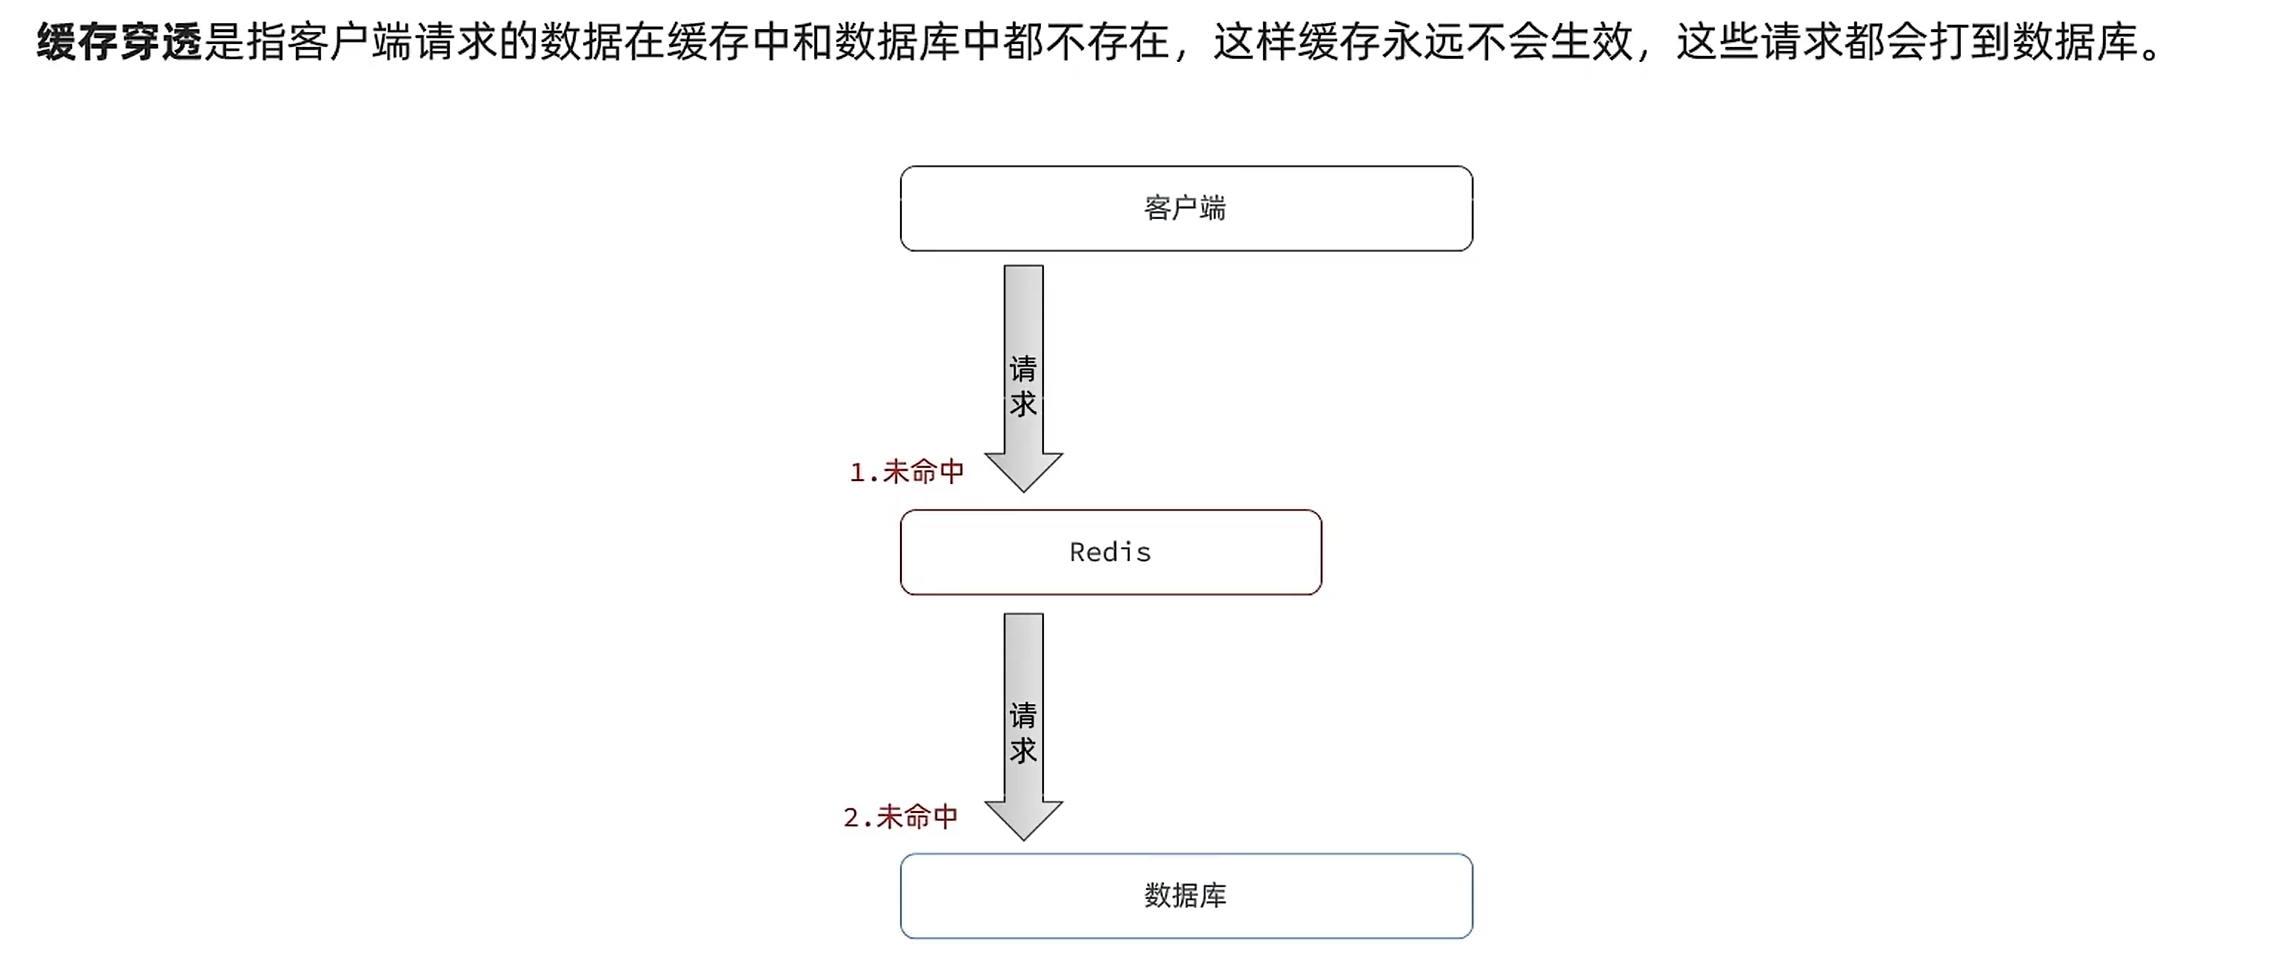 缓存穿透是指客户端请求的数据在缓存中和数据库中都不存在，这样缓存永远不会生效，这些请求都会打到数据库。
客户端
请
求
1.未命中
Redis
请
求
2.未命中
数据库